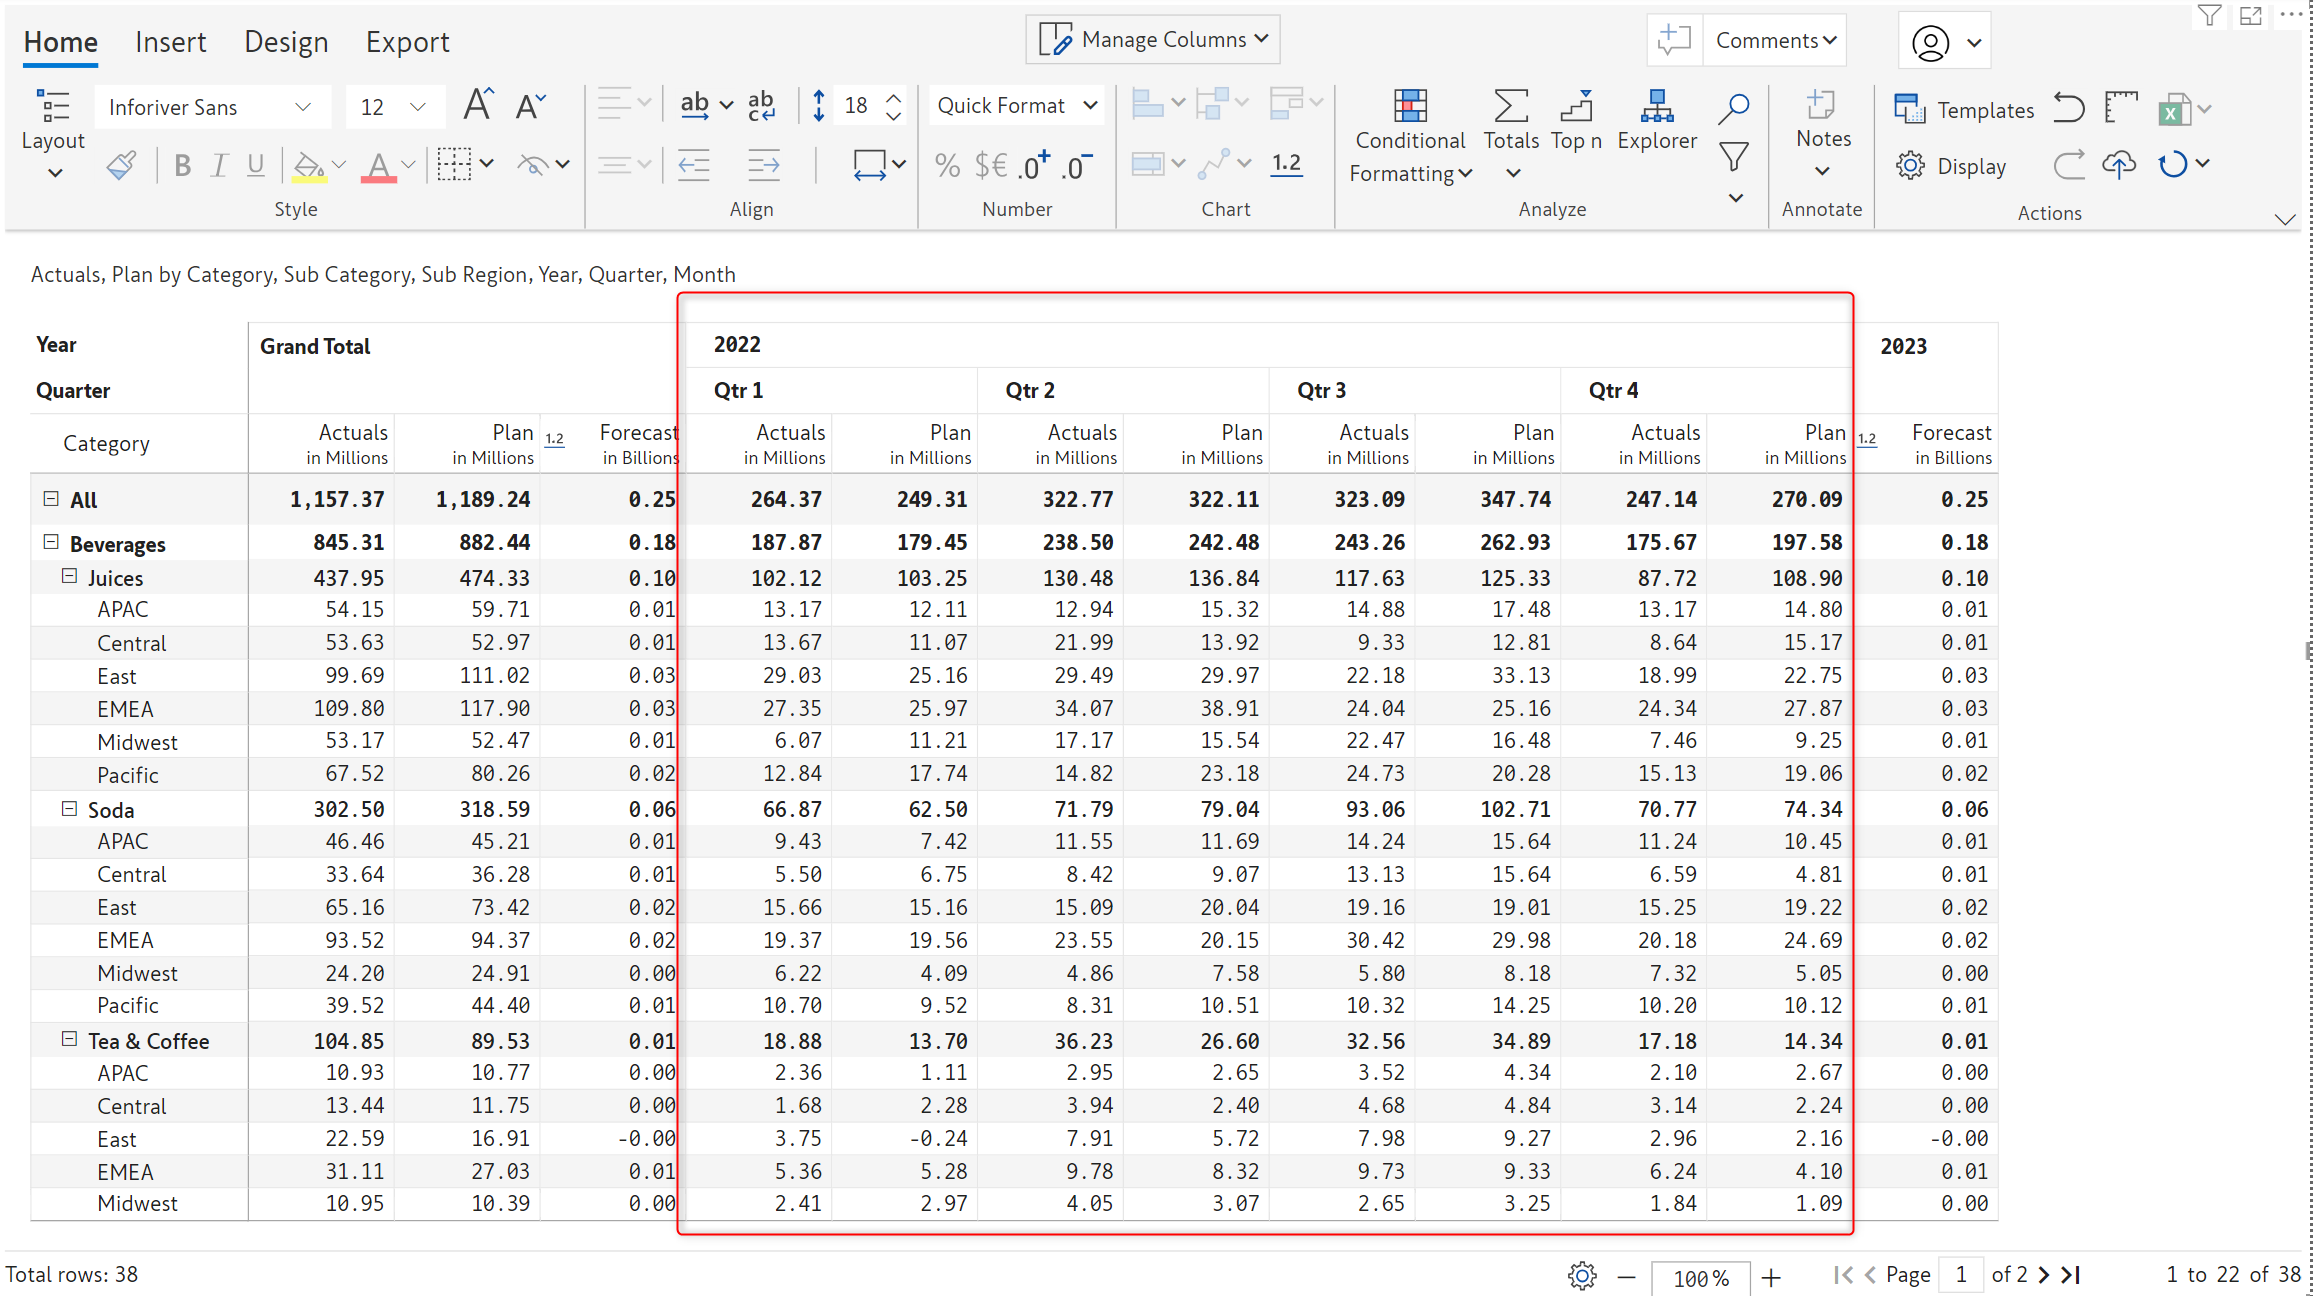 Home Insert Design Export Manage Columns Comments
Inforiver Sans 12 ab ab 18 Quick Format Templates
c
Layout Conditional Totals Top n Explorer Notes
B I U A % $€ .0+ .0- 1.2 Formatting Display
Style Align Number Chart Analyze Annotate Actions
Actuals, Plan by Category, Sub Category, Sub Region, Year, Quarter, Month
Year Grand Total 2022 2023
Quarter Qtr 1 Qtr 2 Qtr 3 Qtr 4
Category Actuals Plan 1.2 Forecast Actuals Plan Actuals Plan Actuals Plan Actuals Plan 1.2 Forecast
in Millions in Millions in Billions in Millions in Millions in Millions in Millions in Millions in Millions in Millions in Millions in Billions
All 1,157.37 1,189.24 0.25 264.37 249.31 322.77 322.11 323.09 347.74 247.14 270.09 0.25
Beverages 845.31 882.44 0.18 187.87 179.45 238.50 242.48 243.26 262.93 175.67 197.58 0.18
Juices 437.95 474.33 0.10 102.12 103.25 130.48 136.84 117.63 125.33 87.72 108.90 0.10
APAC 54.15 59.71 0.01 13.17 12.11 12.94 15.32 14.88 17.48 13.17 14.80 0.01
Central 53.63 52.97 0.01 13.67 11.07 21.99 13.92 9.33 12.81 8.64 15.17 0.01
East 99.69 111.02 0.03 29.03 25.16 29.49 29.97 22.18 33.13 18.99 22.75 0.03
EMEA 109.80 117.90 0.03 27.35 25.97 34.07 38.91 24.04 25.16 24.34 27.87 0.03
Midwest 53.17 52.47 0.01 6.07 11.21 17.17 15.54 22.47 16.48 7.46 9.25 0.01
Pacific 67.52 80.26 0.02 12.84 17.74 14.82 23.18 24.73 20.28 15.13 19.06 0.02
Soda 302.50 318.59 0.06 66.87 62.50 71.79 79.04 93.06 102.71 70.77 74.34 0.06
APAC 46.46 45.21 0.01 9.43 7.42 11.55 11.69 14.24 15.64 11.24 10.45 0.01
Central 33.64 36.28 0.01 5.50 6.75 8.42 9.07 13.13 15.64 6.59 4.81 0.01
East 65.16 73.42 0.02 15.66 15.16 15.09 20.04 19.16 19.01 15.25 19.22 0.02
EMEA 93.52 94.37 0.02 19.37 19.56 23.55 20.15 30.42 29.98 20.18 24.69 0.02
Midwest 24.20 24.91 0.00 6.22 4.09 4.86 7.58 5.80 8.18 7.32 5.05 0.00
Pacific 39.52 44.40 0.01 10.70 9.52 8.31 10.51 10.32 14.25 10.20 10.12 0.01
Tea & Coffee 104.85 89.53 0.01 18.88 13.70 36.23 26.60 32.56 34.89 17.18 14.34 0.01
APAC 10.93 10.77 0.00 2.36 1.11 2.95 2.65 3.52 4.34 2.10 2.67 0.00
Central 13.44 11.75 0.00 1.68 2.28 3.94 2.40 4.68 4.84 3.14 2.24 0.00
East 22.59 16.91 -0.00 3.75 -0.24 7.91 5.72 7.98 9.27 2.96 2.16 -0.00
EMEA 31.11 27.03 0.01 5.36 5.28 9.78 8.32 9.73 9.33 6.24 4.10 0.01
Midwest 10.95 10.39 0.00 2.41 2.97 4.05 3.07 2.65 3.25 1.84 1.09 0.00
Total rows: 38 100% Page 1 of 2 1 to 22 of 38